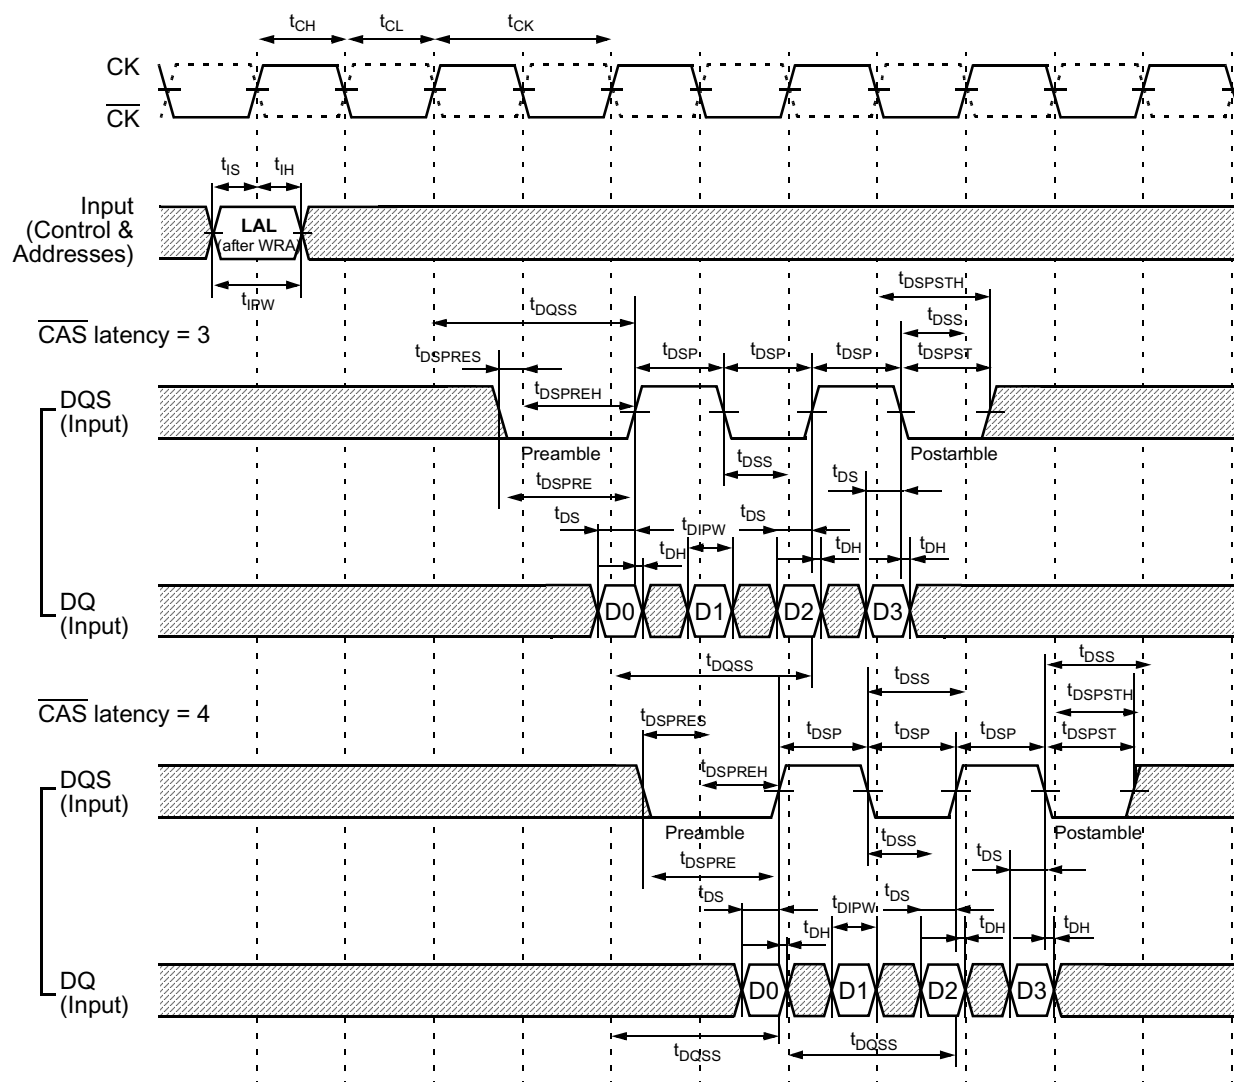 tCH tCL tCK
CK
CK
tIS tIH
Input
(Control &
Addresses)
LAL
(after WRA)
tIPW
tDSPSTH
tDQSS
tDSS
CAS latency = 3
tDSPRES tDSP tDSP tDSP tDSPST
tDSPREH
DQS
(Input)
Preamble Postamble
tDSS
tDSPRE tDS
tDS tDIPW tDS
tDH tDH tDH
DQ
(Input)
D0 D1 D2 D3
tDQSS tDSS
tDSS
tDSPSTH
CAS latency = 4
tDSPRES
tDSP tDSP tDSP tDSPST
tDSPREH
DQS
(Input)
Preamble Postamble
tDSS
tDSPRE tDS
tDS tDIPW tDS
tDH tDH tDH
DQ
(Input)
D0 D1 D2 D3
tDQSS tDQSS